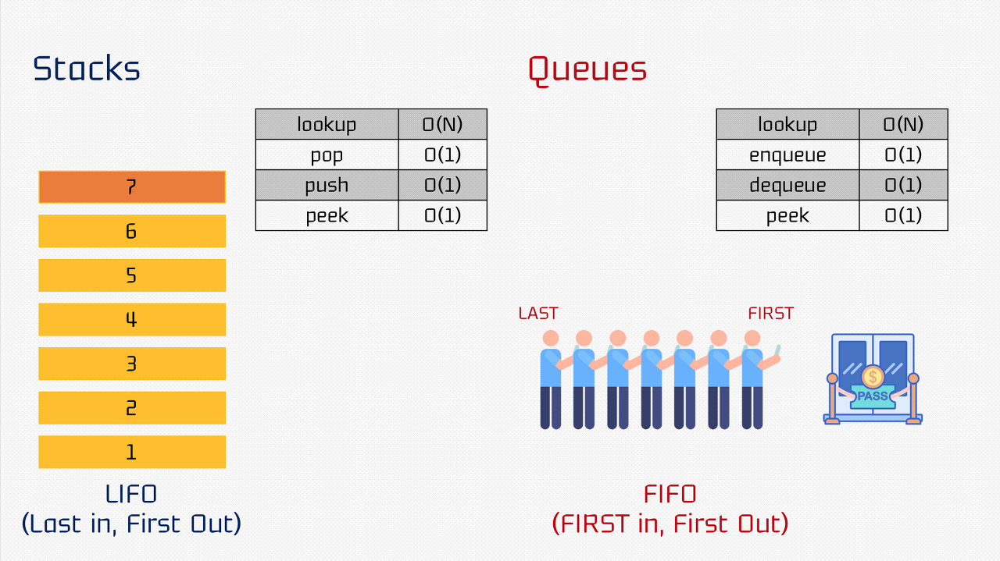 Stacks
lookup O(N)
pop O(1)
push O(1)
peek O(1)
7
6
5
4
3
2
1
LIFO
(Last in, First Out)
Queues
lookup O(N)
enqueue O(1)
dequeue O(1)
peek O(1)
LAST FIRST
$
PASS
FIFO
(FIRST in, First Out)